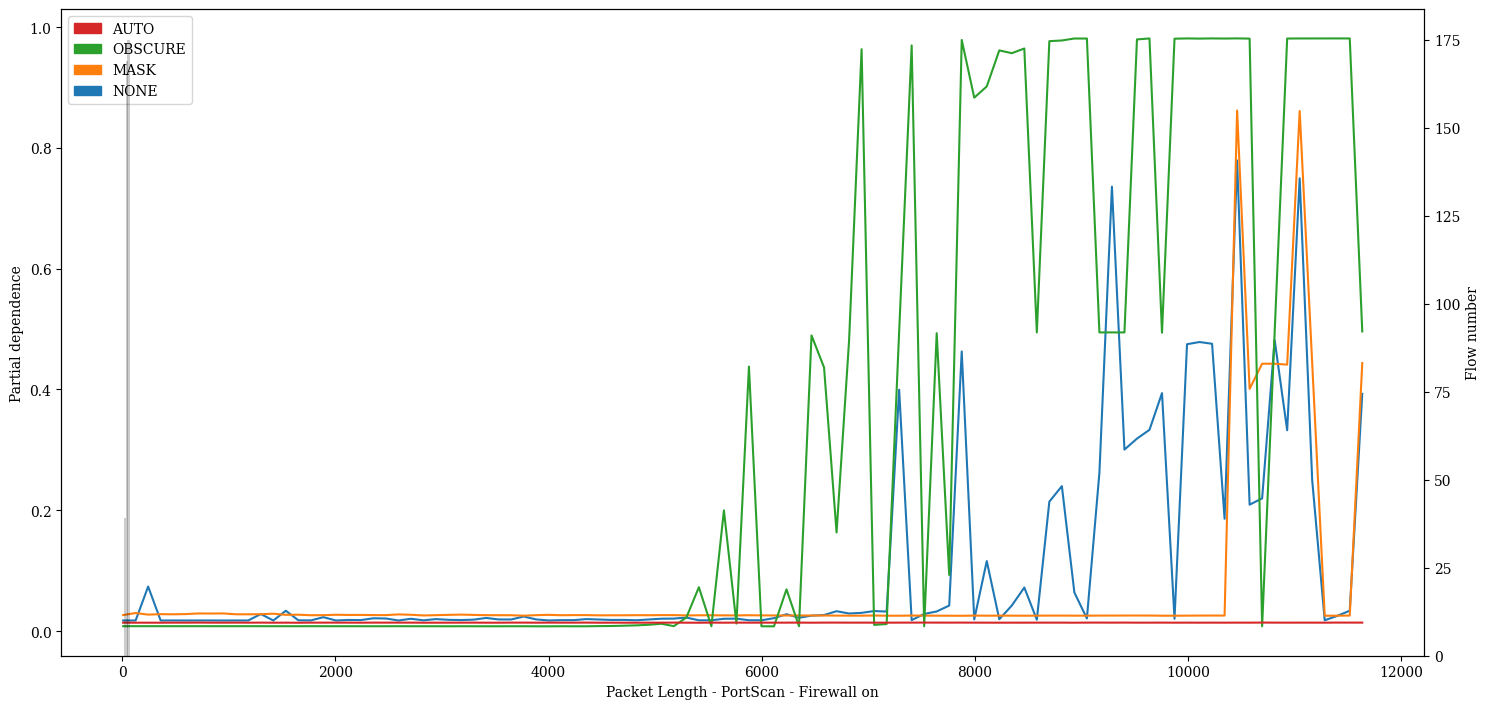 AUTO
OBSCURE
MASK
NONE
1.0
0.8
0.6
0.4
0.2
0.0
Partial dependence
175
150
125
100
75
50
25
0
Flow number
0 2000 4000 6000 8000 10000 12000
Packet Length - PortScan - Firewall on